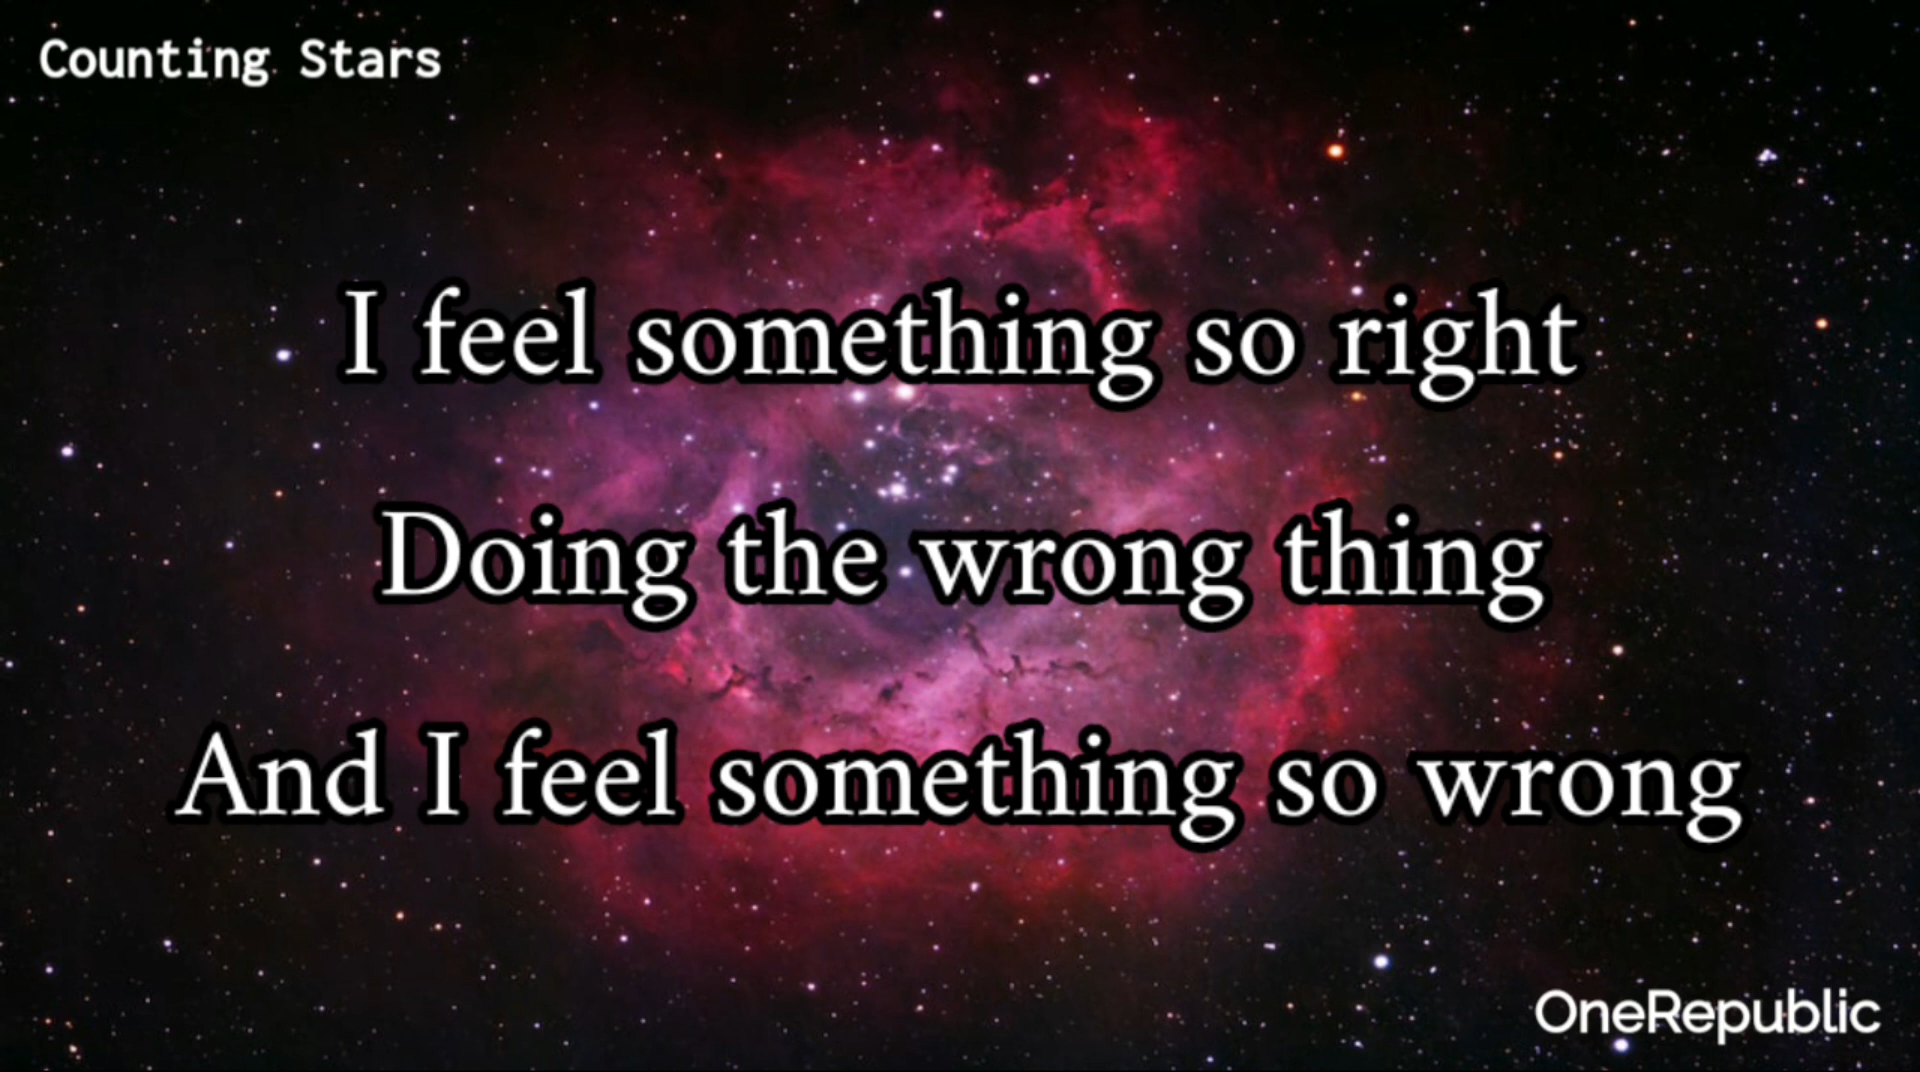 Counting Stars
I feel something so right
Doing the wrong thing
And I feel something so wrong
OneRepublic